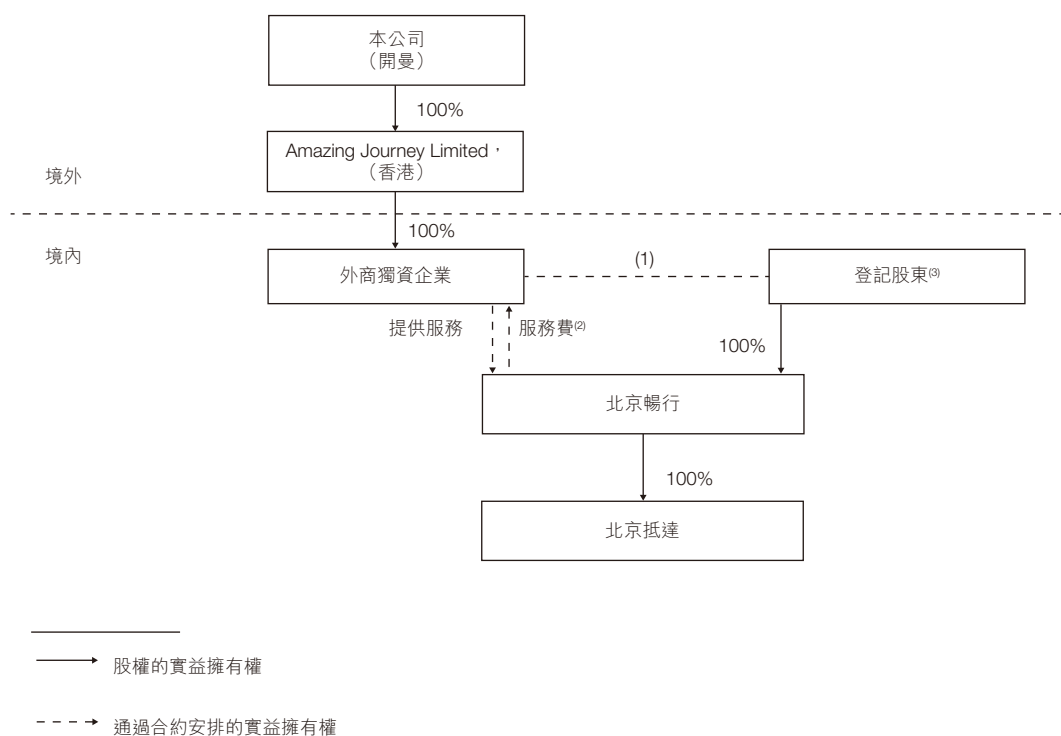 本公司
（開曼）
100%
Amazing Journey Limited，
（香港）
境外
100%
境內
外商獨資企業
(1)
登記股東(3)
提供服務
服務費(2)
100%
北京暢行
100%
北京抵達
股權的實益擁有權
通過合約安排的實益擁有權